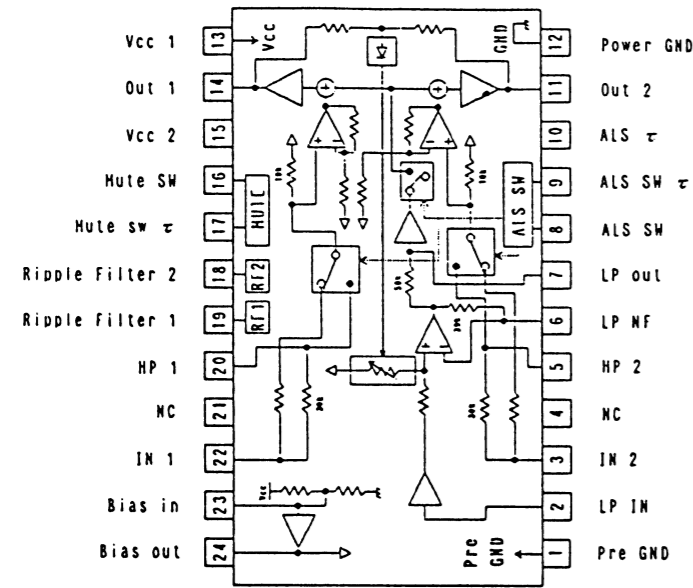 Vcc 1 13 Vcc GND 12 Power GND
Out 1 14 11 Out 2
Vcc 2 15 10 ALS τ
Mute SW 16 10k 10k 9 ALS SW τ
Mute sw τ 17 MUTE ALS SW 8 ALS SW
Ripple Filter 2 18 RF2 50k 7 LP out
Ripple Filter 1 19 RF1 6 LP NF
HP 1 20 5 HP 2
NC 21 4 NC
IN 1 22 3 IN 2
Bias in 23 Vcc 2 LP IN
Bias out 24 Pre GND 1 Pre GND